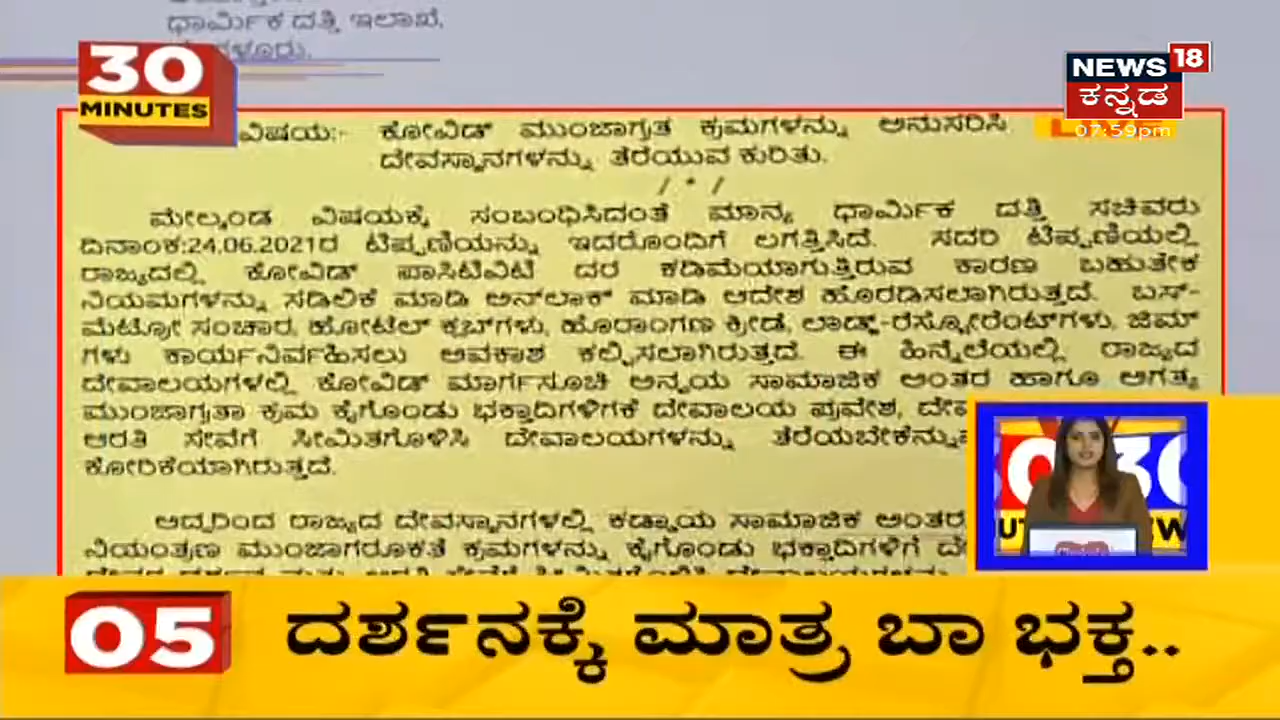 ಧಾರ್ಮಿಕ ದತ್ತಿ ಇಲಾಖೆ,
30
MINUTES
NEWS 18
ಕನ್ನಡ
07:59pm
ವಿಷಯ:- ಕೋವಿಡ್ ಮುಂಜಾಗ್ರತ ಕ್ರಮಗಳನ್ನು ಅನುಸರಿಸಿ
ದೇವಸ್ಥಾನಗಳನ್ನು ತೆರೆಯುವ ಕುರಿತು.
/ * /
ಮೇಲ್ಕಂಡ ವಿಷಯಕ್ಕೆ ಸಂಬಂಧಿಸಿದಂತೆ ಮಾನ್ಯ ಧಾರ್ಮಿಕ ದತ್ತಿ ಸಚಿವರು
ದಿನಾಂಕ:24.06.2021ರ ಟಿಪ್ಪಣಿಯನ್ನು ಇದರೊಂದಿಗೆ ಲಗತ್ತಿಸಿದೆ. ಸದರಿ ಟಿಪ್ಪಣಿಯಲ್ಲಿ
ರಾಜ್ಯದಲ್ಲಿ ಕೋವಿಡ್ ಪಾಸಿಟಿವಿಟಿ ದರ ಕಡಿಮೆಯಾಗುತ್ತಿರುವ ಕಾರಣ ಬಹುತೇಕ
ನಿಯಮಗಳನ್ನು ಸಡಿಲಿಕೆ ಮಾಡಿ ಅನ್‌ಲಾಕ್ ಮಾಡಿ ಆದೇಶ ಹೊರಡಿಸಲಾಗಿರುತ್ತದೆ. ಬಸ್-
ಮೆಟ್ರೋ ಸಂಚಾರ, ಹೋಟೆಲ್ ಕ್ಲಬ್‌ಗಳು, ಹೊರಾಂಗಣ ಕ್ರೀಡೆ, ಲಾಡ್ಜ್-ರೆಸ್ಟೋರೆಂಟ್‌ಗಳು, ಜಿಮ್
ಗಳು ಕಾರ್ಯನಿರ್ವಹಿಸಲು ಅವಕಾಶ ಕಲ್ಪಿಸಲಾಗಿರುತ್ತದೆ. ಈ ಹಿನ್ನೆಲೆಯಲ್ಲಿ ರಾಜ್ಯದ
ದೇವಾಲಯಗಳಲ್ಲಿ ಕೋವಿಡ್ ಮಾರ್ಗಸೂಚಿ ಅನ್ವಯ ಸಾಮಾಜಿಕ ಅಂತರ ಹಾಗೂ ಅಗತ್ಯ
ಮುಂಜಾಗ್ರತಾ ಕ್ರಮ ಕೈಗೊಂಡು ಭಕ್ತಾದಿಗಳಿಗಕೆ ದೇವಾಲಯ ಪ್ರವೇಶ,
ಆರತಿ ಸೇವೆಗೆ ಸೀಮಿತಗೊಳಿಸಿ ದೇವಾಲಯಗಳನ್ನು
ಕೋರಿಕೆಯಾಗಿರುತ್ತದೆ.
ಆದ್ದರಿಂದ ರಾಜ್ಯದ ದೇವಸ್ಥಾನಗಳಲ್ಲಿ ಕಡ್ಡಾಯ ಸಾಮಾಜಿಕ ಅಂತರ
ನಿಯಂತ್ರಣ ಮುಂಜಾಗರೂಕತೆ ಕ್ರಮಗಳನ್ನು ಕೈಗೊಂಡು ಭಕ್ತಾದಿಗಳಿಗೆ
05 ದರ್ಶನಕ್ಕೆ ಮಾತ್ರ ಬಾ ಭಕ್ತ..